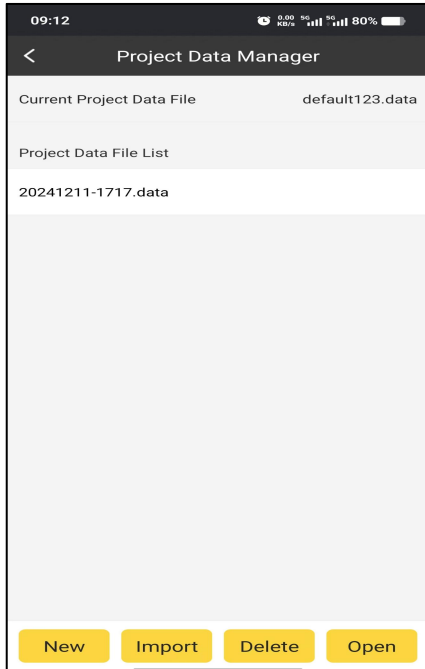 09:12 0.00 KB/s 5G 5G 80%
Project Data Manager
Current Project Data File default123.data
Project Data File List
20241211-1717.data
New Import Delete Open